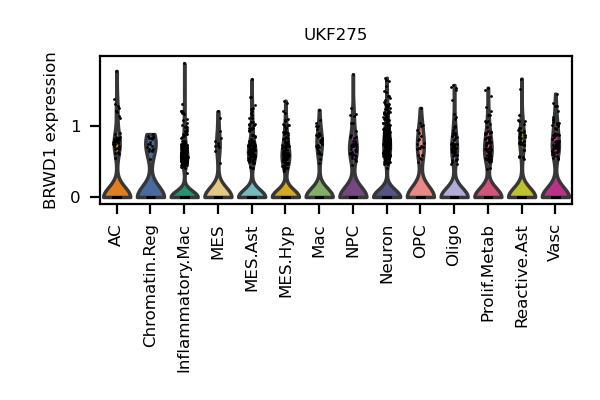 UKF275
BRWD1 expression
1
0
AC
Chromatin.Reg
Inflammatory.Mac
MES
MES.Ast
MES.Hyp
Mac
NPC
Neuron
OPC
Oligo
Prolif.Metab
Reactive.Ast
Vasc